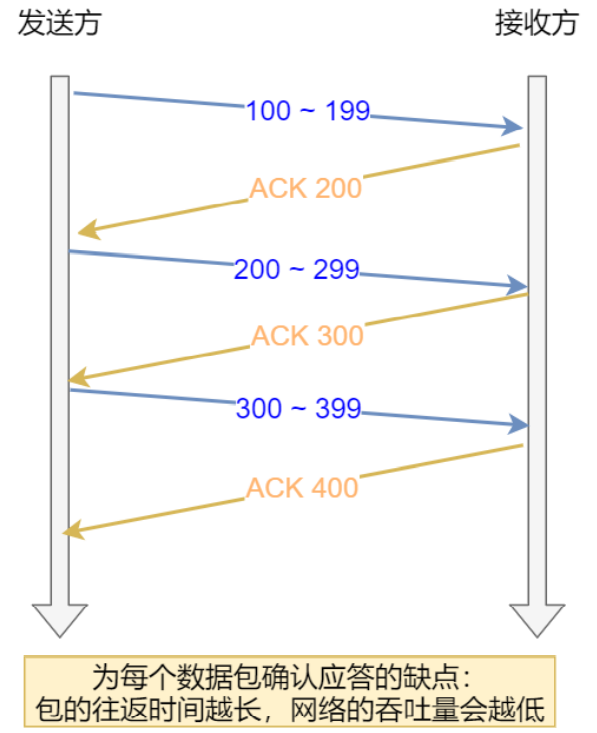 发送方
接收方
100 ~ 199
ACK 200
200 ~ 299
ACK 300
300 ~ 399
ACK 400
为每个数据包确认应答的缺点：
包的往返时间越长，网络的吞吐量会越低